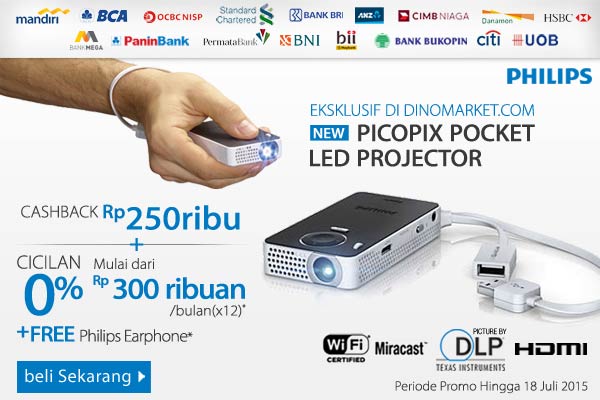 mandiri BCA OCBC NISP Standard Chartered BANK BRI ANZ CIMB NIAGA Danamon HSBC
BANK MEGA PaninBank PermataBank BNI bii Maybank BANK BUKOPIN citi UOB
PHILIPS
EKSKLUSIF DI DINOMARKET.COM
NEW PICOPIX POCKET
LED PROJECTOR
CASHBACK Rp250ribu
+
CICILAN 0% Mulai dari
Rp 300 ribuan
/bulan(x12)*
+FREE Philips Earphone*
beli Sekarang
PHILIPS
Wi Fi CERTIFIED Miracast PICTURE BY DLP TEXAS INSTRUMENTS HDMI
Periode Promo Hingga 18 Juli 2015